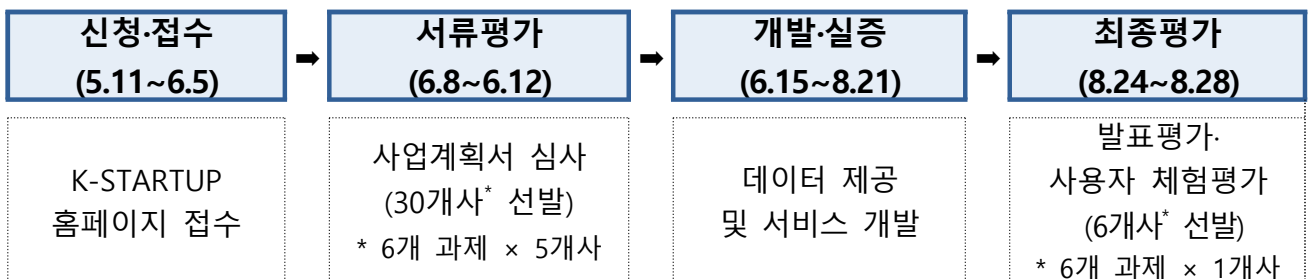 신청·접수
(5.11~6.5)
➡
서류평가
(6.8~6.12)
➡
개발·실증
(6.15~8.21)
➡
최종평가
(8.24~8.28)
K-STARTUP
홈페이지 접수
사업계획서 심사
(30개사* 선발)
* 6개 과제 × 5개사
데이터 제공
및 서비스 개발
발표평가·
사용자 체험평가
(6개사* 선발)
* 6개 과제 × 1개사